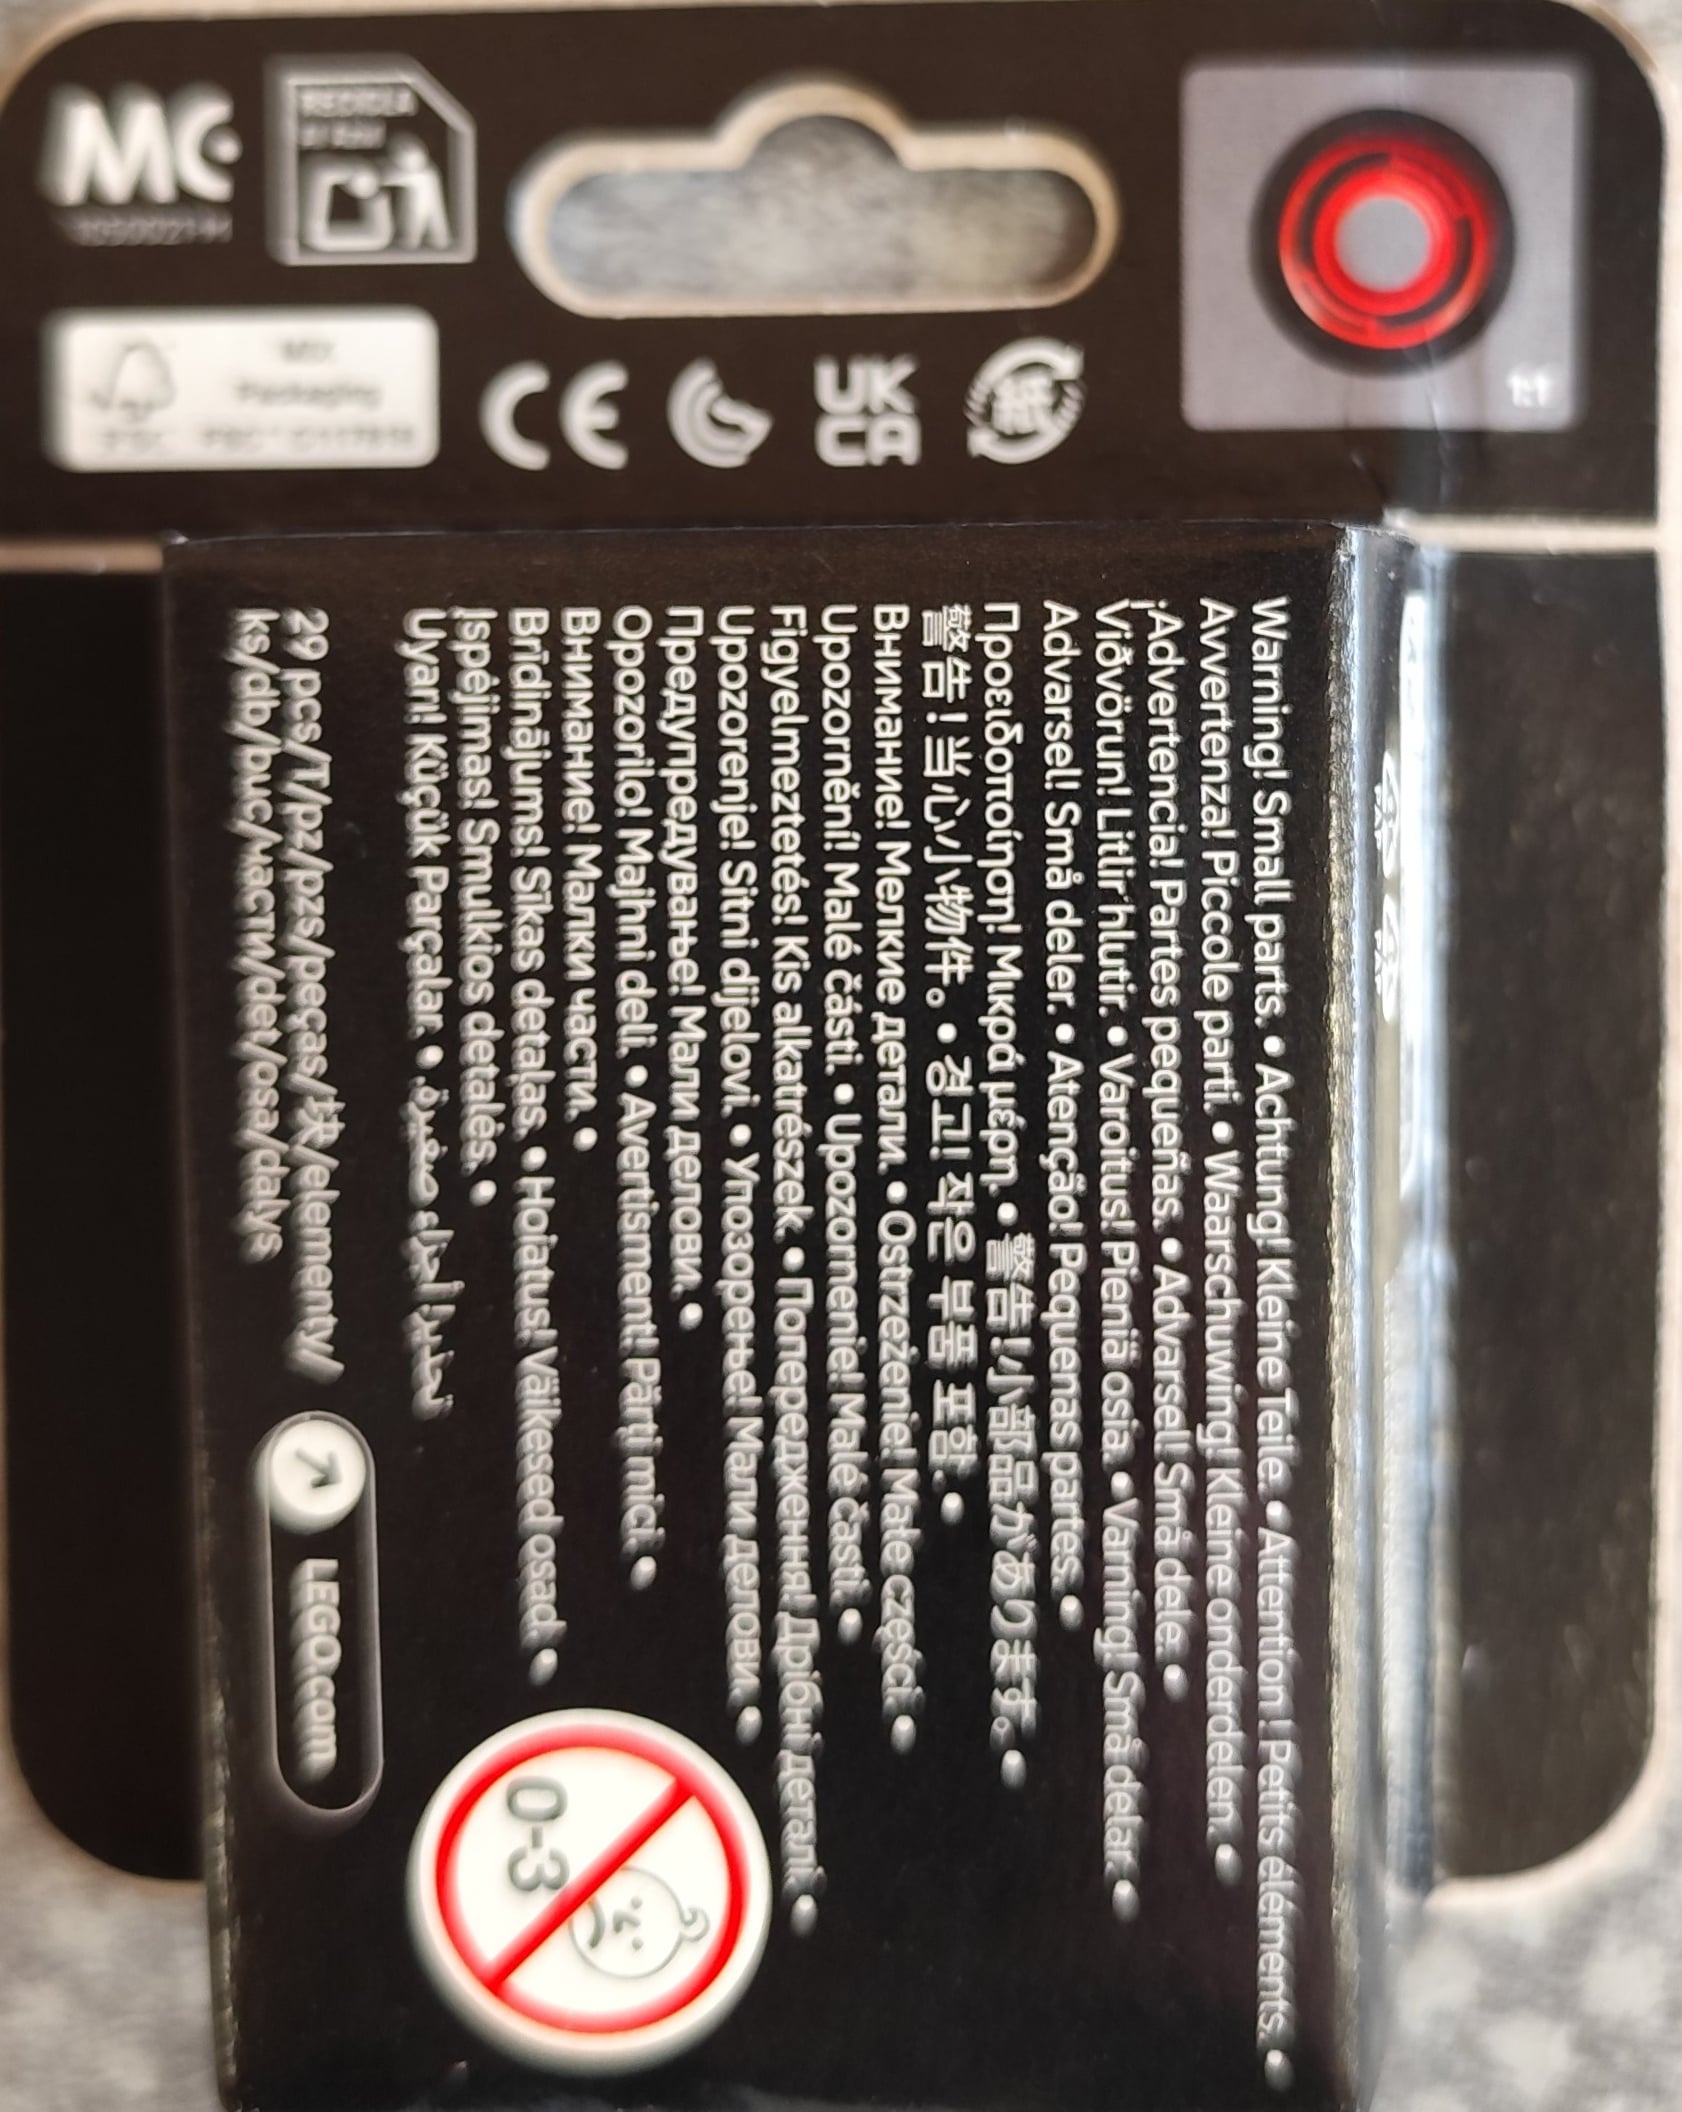 RECICLA
MIX
Packaging
CE
UK
CA
紙
1:1
Warning! Small parts. • Achtung! Kleine Teile. • Attention ! Petits éléments. •
Avvertenza! Piccole parti. • Waarschuwing! Kleine onderdelen. •
¡Advertencia! Partes pequeñas. • Advarsel! Små dele. •
Viðvörun! Litlir hlutir. • Varoitus! Pieniä osia. • Varning! Små delar. •
Advarsel! Små deler. • Atenção! Pequenas partes. •
Προειδοποίηση! Μικρά μέρη. • 警告！小部品があります。 •
警告！当心小物件。 • 경고! 작은 부품 포함. •
Внимание! Мелкие детали. • Ostrzeżenie! Małe części. •
Upozornění! Malé části. • Upozornenie! Malé časti. •
Figyelmeztetés! Kis alkatrészek. • Попередження! Дрібні деталі. •
Upozorenje! Sitni dijelovi. • Упозорење! Мали делови. •
Предупредување! Мали делови. •
Opozorilo! Majhni deli. • Avertisment! Părți mici. •
Внимание! Малки части. •
Brīdinājums! Sīkas detaļas. • Hoiatus! Väikesed osad. •
Įspėjimas! Smulkios detalės. •
Uyarı! Küçük Parçalar. • تحذير! أجزاء صغيرة.
29 pcs/T/pz/pzs/peças/块/elementy/
ks/db/buc/части/delov/osa/dalys
LEGO.com
0-3